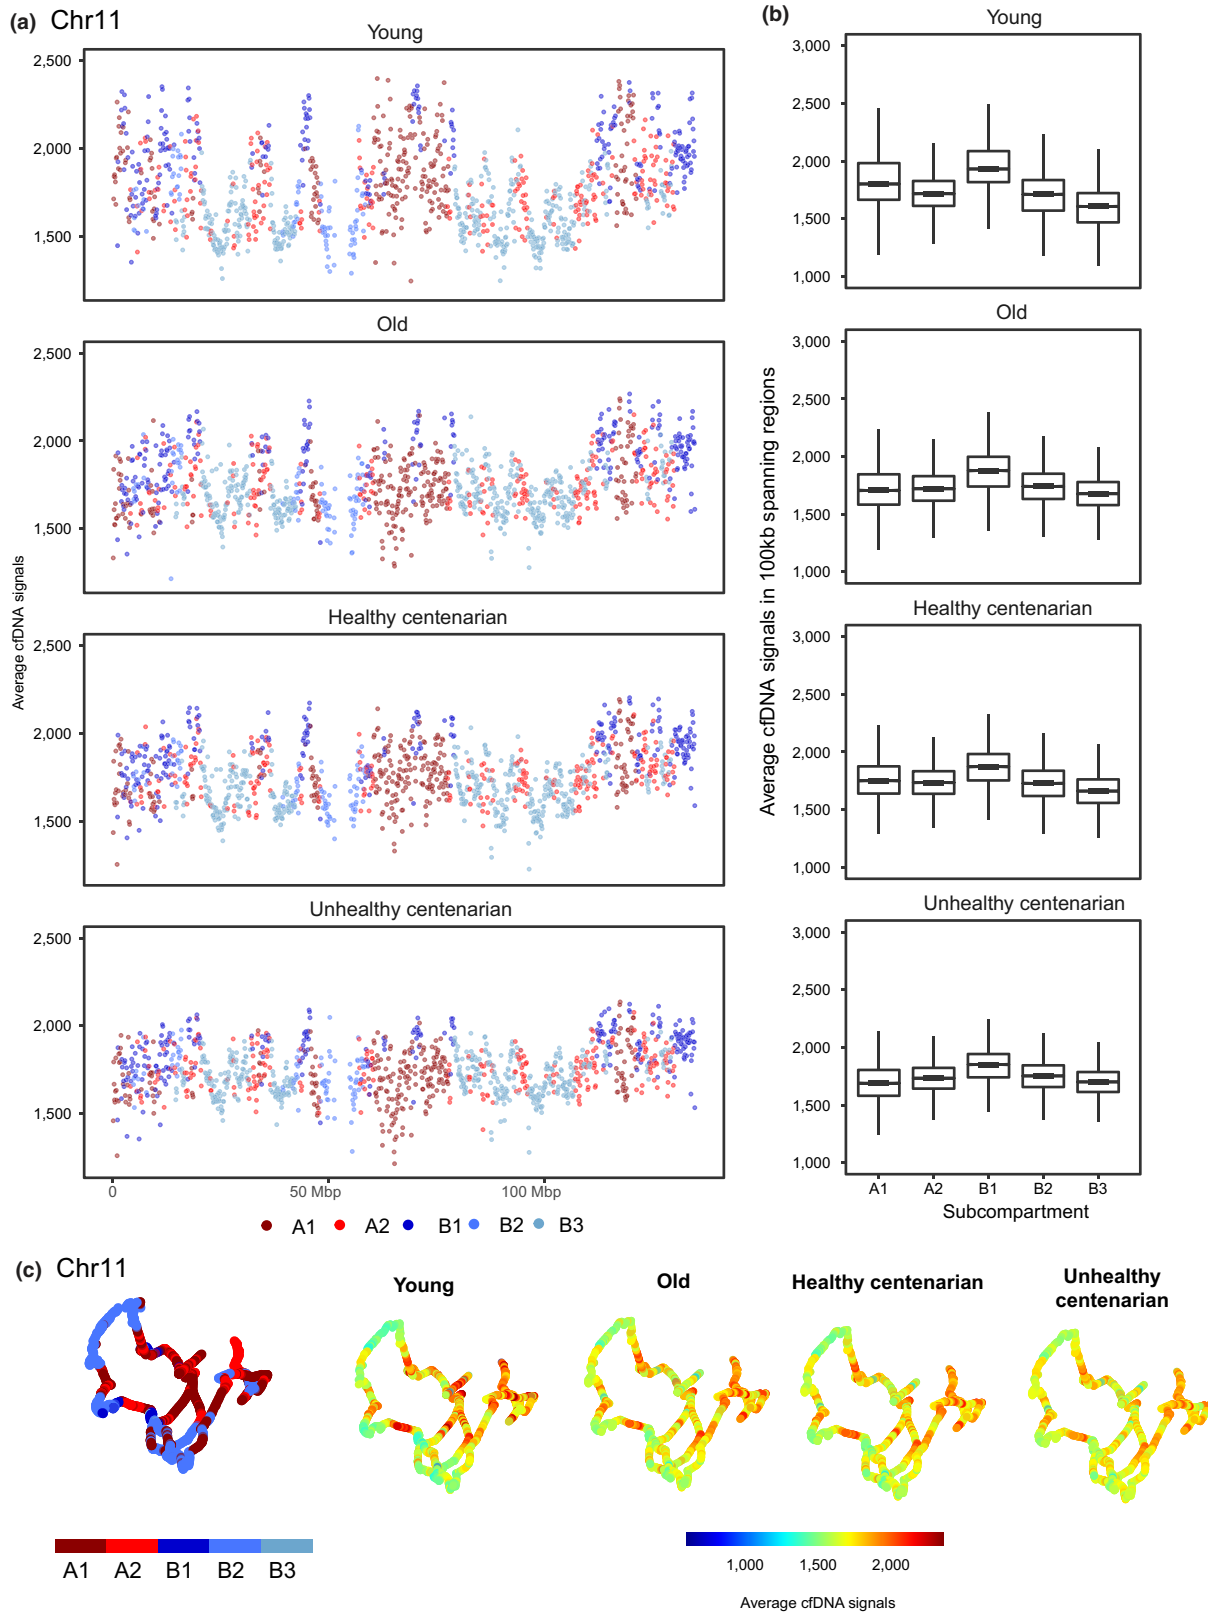 (a) Chr11
Young
2,500
2,000
1,500
Old
2,500
2,000
1,500
Healthy centenarian
2,500
2,000
1,500
Unhealthy centenarian
2,500
2,000
1,500
0 50 Mbp 100 Mbp
Average cfDNA signals
A1 A2 B1 B2 B3
(b)
Young
3,000
2,500
2,000
1,500
1,000
Old
3,000
2,500
2,000
1,500
1,000
Healthy centenarian
3,000
2,500
2,000
1,500
1,000
Unhealthy centenarian
3,000
2,500
2,000
1,500
1,000
A1 A2 B1 B2 B3
Subcompartment
Average cfDNA signals in 100kb spanning regions
(c) Chr11
Young
Old
Healthy centenarian
Unhealthy
centenarian
A1 A2 B1 B2 B3
1,000 1,500 2,000
Average cfDNA signals